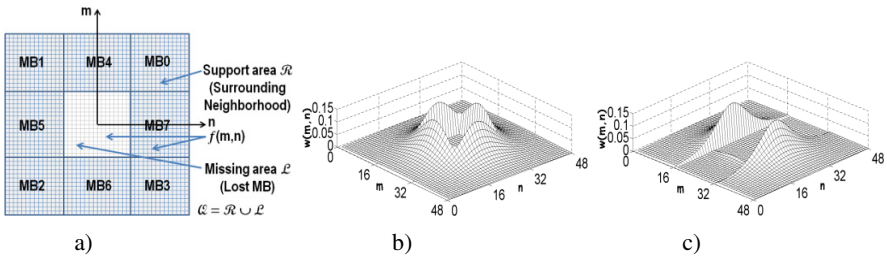 m
MB1 MB4 MB0
Support area ℛ
(Surrounding
Neighborhood)
n
MB5 MB7
f(m,n)
Missing area ℒ
(Lost MB)
MB2 MB6 MB3
𝒬 = ℛ ∪ ℒ
a)
w(m,n)
0.15
0.1
0.05
0
0
16
32
48
m
0
16
32
48
n
b)
w(m,n)
0.15
0.1
0.05
0
0
16
32
48
m
0
16
32
48
n
c)